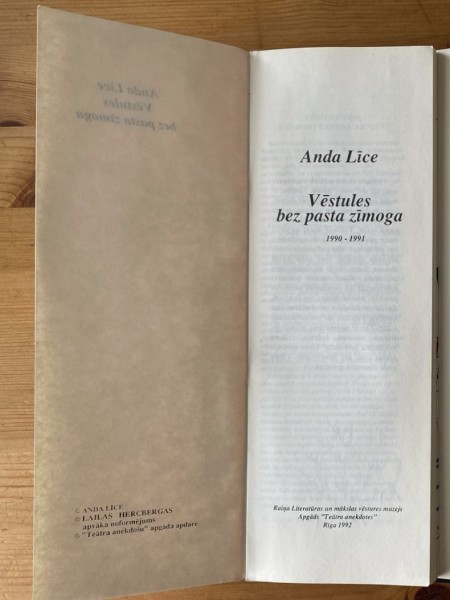 © ANDA LĪCE
© LAILAS HERCBERGAS
apvāka noformējums
© "Teātra anekdošu" apgāda apdare
Anda Līce
Vēstules
bez pasta zīmoga
1990 - 1991
Raiņa Literatūras un mākslas vēstures muzejs
Apgāds "Teātra anekdotes"
Rīga 1992